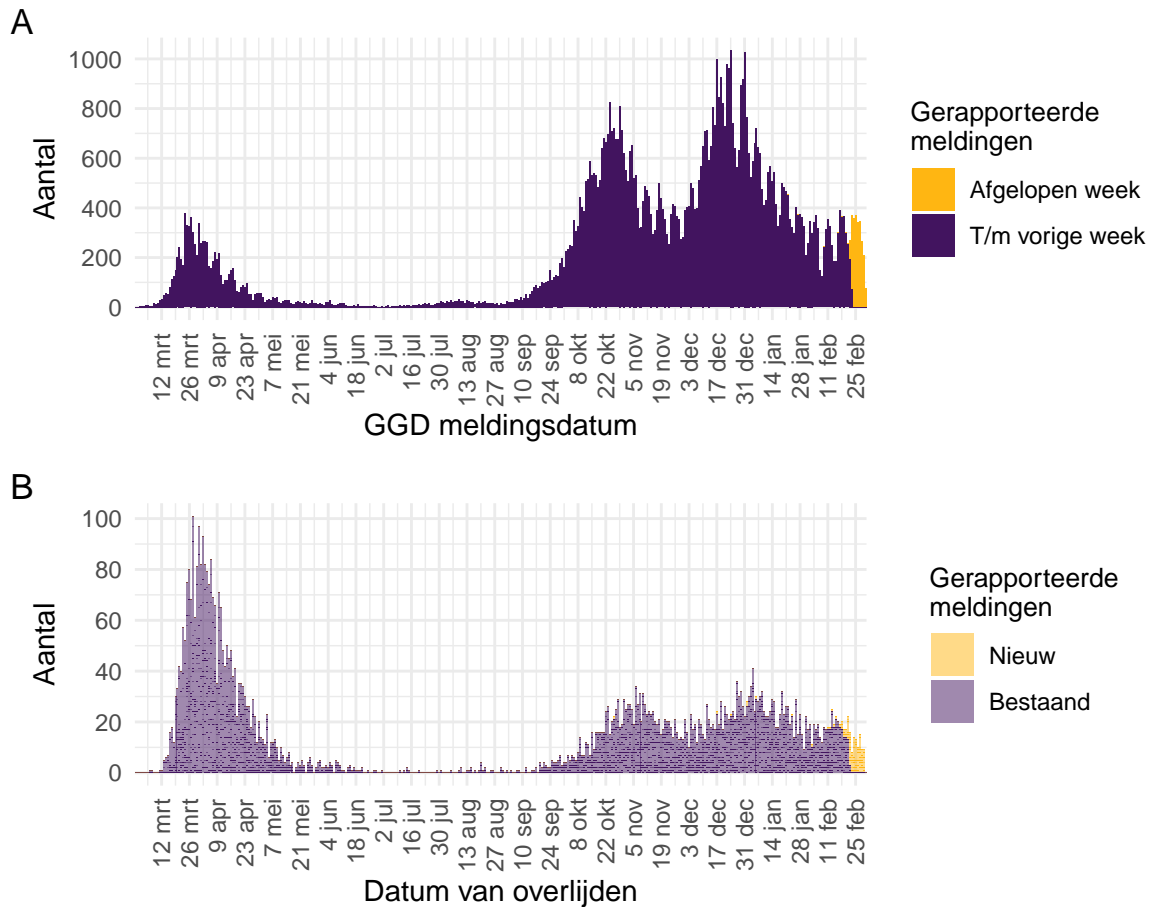 A
1000
800
600
400
200
0
Aantal
12 mrt
26 mrt
9 apr
23 apr
7 mei
21 mei
4 jun
18 jun
2 jul
16 jul
30 jul
13 aug
27 aug
10 sep
24 sep
8 okt
22 okt
5 nov
19 nov
3 dec
17 dec
31 dec
14 jan
28 jan
11 feb
25 feb
GGD meldingsdatum
Gerapporteerde
meldingen
Afgelopen week
T/m vorige week
B
100
80
60
40
20
0
Aantal
12 mrt
26 mrt
9 apr
23 apr
7 mei
21 mei
4 jun
18 jun
2 jul
16 jul
30 jul
13 aug
27 aug
10 sep
24 sep
8 okt
22 okt
5 nov
19 nov
3 dec
17 dec
31 dec
14 jan
28 jan
11 feb
25 feb
Datum van overlijden
Gerapporteerde
meldingen
Nieuw
Bestaand